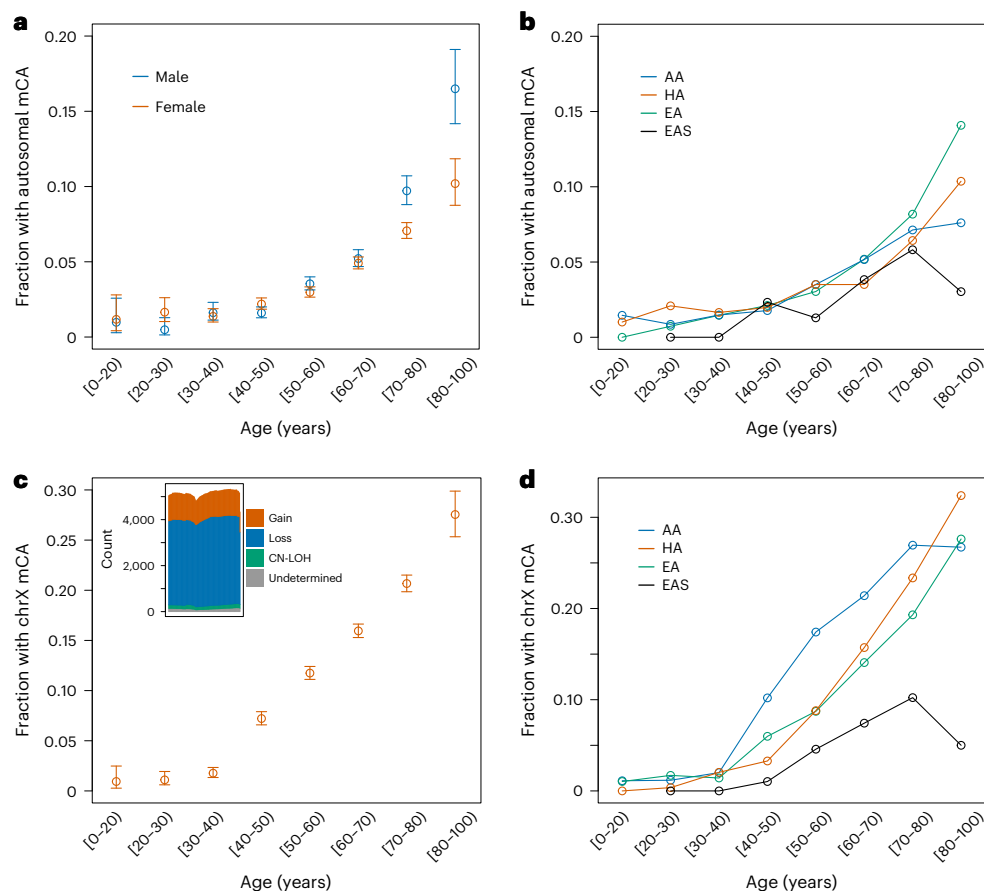 a
Fraction with autosomal mCA
0.20
0.15
0.10
0.05
0
Male
Female
[0–20)
[20–30)
[30–40)
[40–50)
[50–60)
[60–70)
[70–80)
[80–100)
Age (years)
b
Fraction with autosomal mCA
0.20
0.15
0.10
0.05
0
AA
HA
EA
EAS
[0–20)
[20–30)
[30–40)
[40–50)
[50–60)
[60–70)
[70–80)
[80–100)
Age (years)
c
Fraction with chrX mCA
0.30
0.25
0.20
0.15
0.10
0.05
0
Count
4,000
2,000
0
Gain
Loss
CN-LOH
Undetermined
[0–20)
[20–30)
[30–40)
[40–50)
[50–60)
[60–70)
[70–80)
[80–100)
Age (years)
d
Fraction with chrX mCA
0.30
0.20
0.10
0
AA
HA
EA
EAS
[0–20)
[20–30)
[30–40)
[40–50)
[50–60)
[60–70)
[70–80)
[80–100)
Age (years)